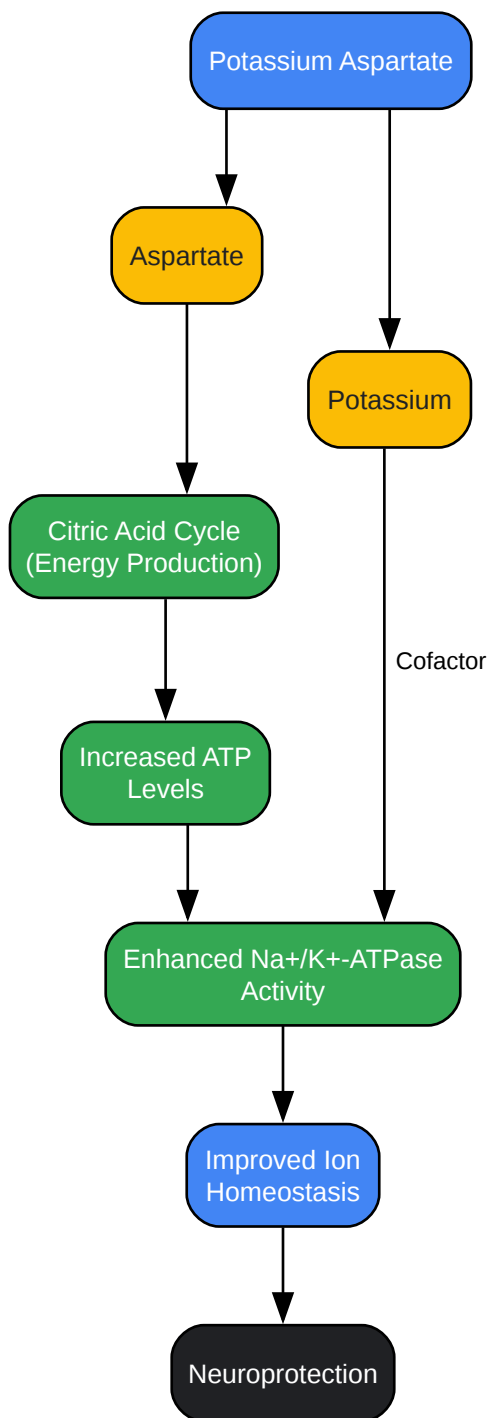 Potassium Aspartate
Aspartate
Potassium
Citric Acid Cycle
(Energy Production)
Cofactor
Increased ATP
Levels
Enhanced Na+/K+-ATPase
Activity
Improved Ion
Homeostasis
Neuroprotection